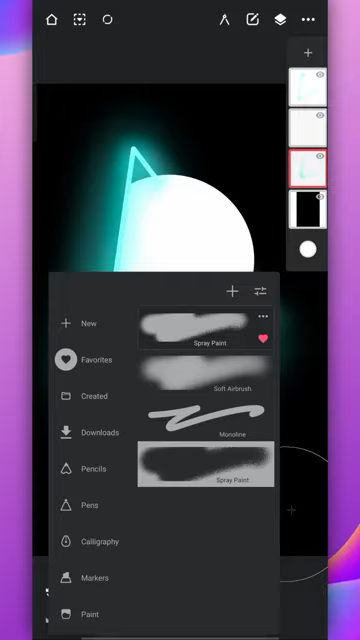 New
Spray Paint
Favorites
Soft Airbrush
Created
Downloads
Monoline
Pencils
Spray Paint
Pens
Calligraphy
Markers
Paint